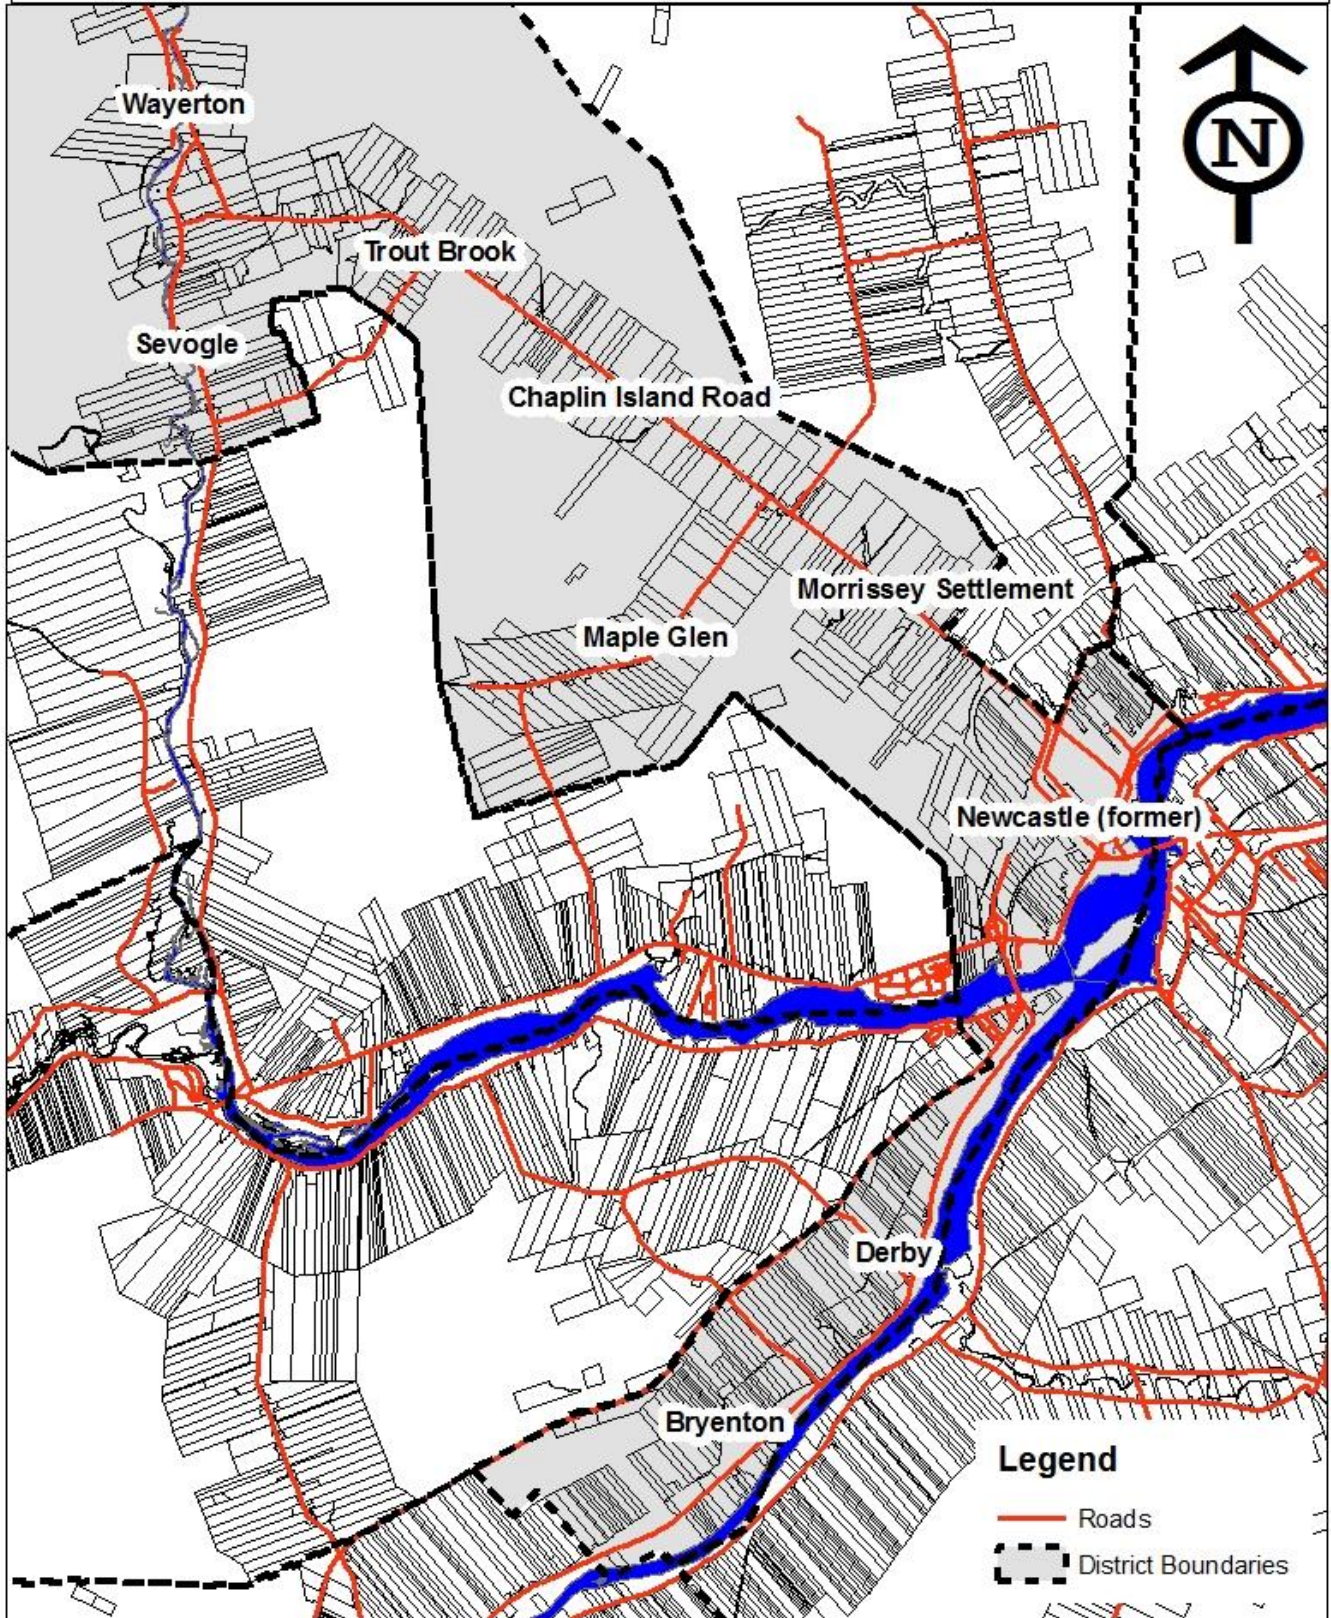 N
Wayerton
Trout Brook
Sevogle
Chaplin Island Road
Morrissey Settlement
Maple Glen
Newcastle (former)
Derby
Bryenton
Legend
Roads
District Boundaries